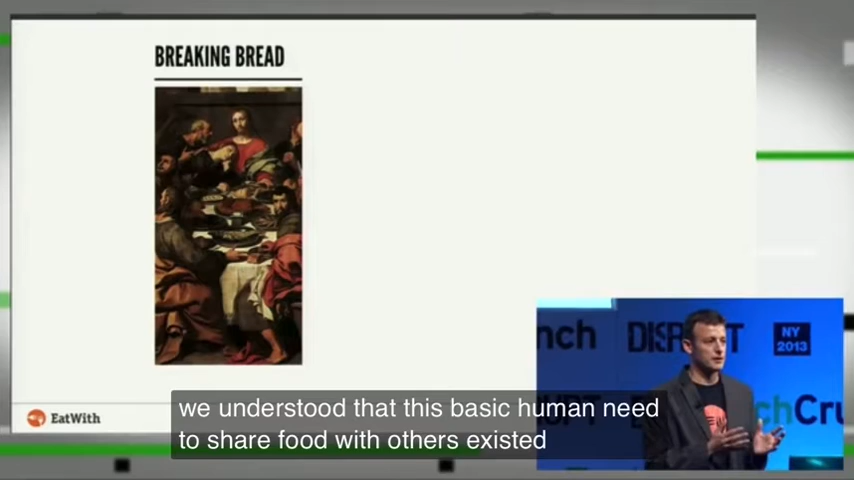 BREAKING BREAD
EatWith
we understood that this basic human need
to share food with others existed
nch
DISRUPT
NY
2013
chCru